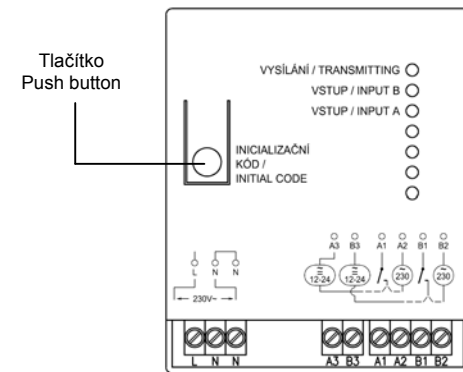 Tlačítko
Push button
VYSÍLÁNÍ / TRANSMITTING
VSTUP / INPUT B
VSTUP / INPUT A
INICIALIZAČNÍ
KÓD /
INITIAL CODE
A3 B3 A1 A2 B1 B2
L N N
12-24 12-24 230 230
230V~
L N N A3 B3 A1 A2 B1 B2